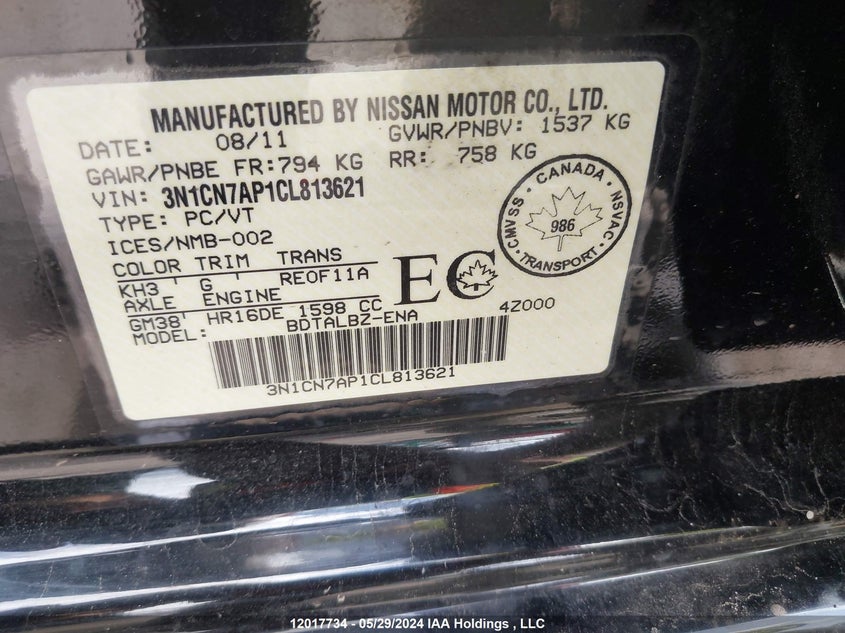 MANUFACTURED BY NISSAN MOTOR CO., LTD.
DATE: 08/11 GVWR/PNBV: 1537 KG
GAWR/PNBE FR:794 KG RR: 758 KG
VIN: 3N1CN7AP1CL813621
TYPE: PC/VT
ICES/NMB-002
COLOR TRIM TRANS
KH3 G RE0F11A
AXLE ENGINE
GM38 HR16DE 1598 CC 4Z000
MODEL: BDTALBZ-ENA
3N1CN7AP1CL813621
EC
CANADA
CMVSS NSVAC
986
TRANSPORT
12017734 - 05/29/2024 IAA Holdings , LLC